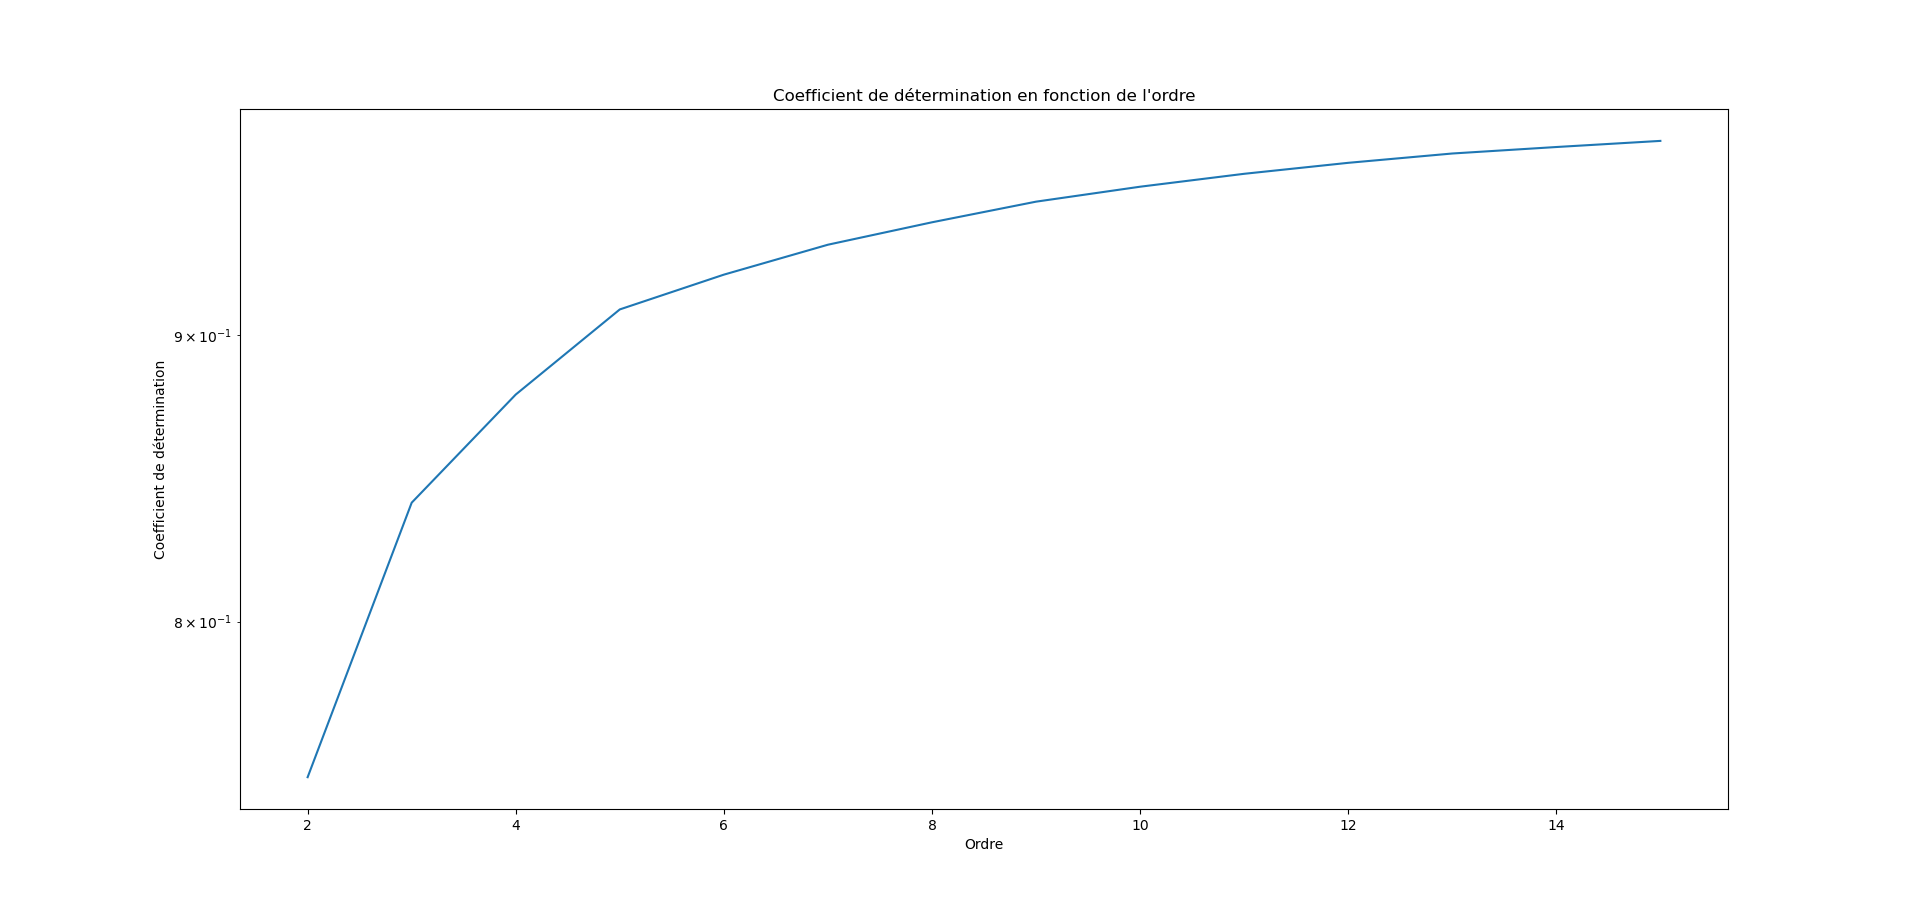 Coefficient de détermination en fonction de l'ordre
Coefficient de détermination
9 × 10⁻¹
8 × 10⁻¹
2 4 6 8 10 12 14
Ordre